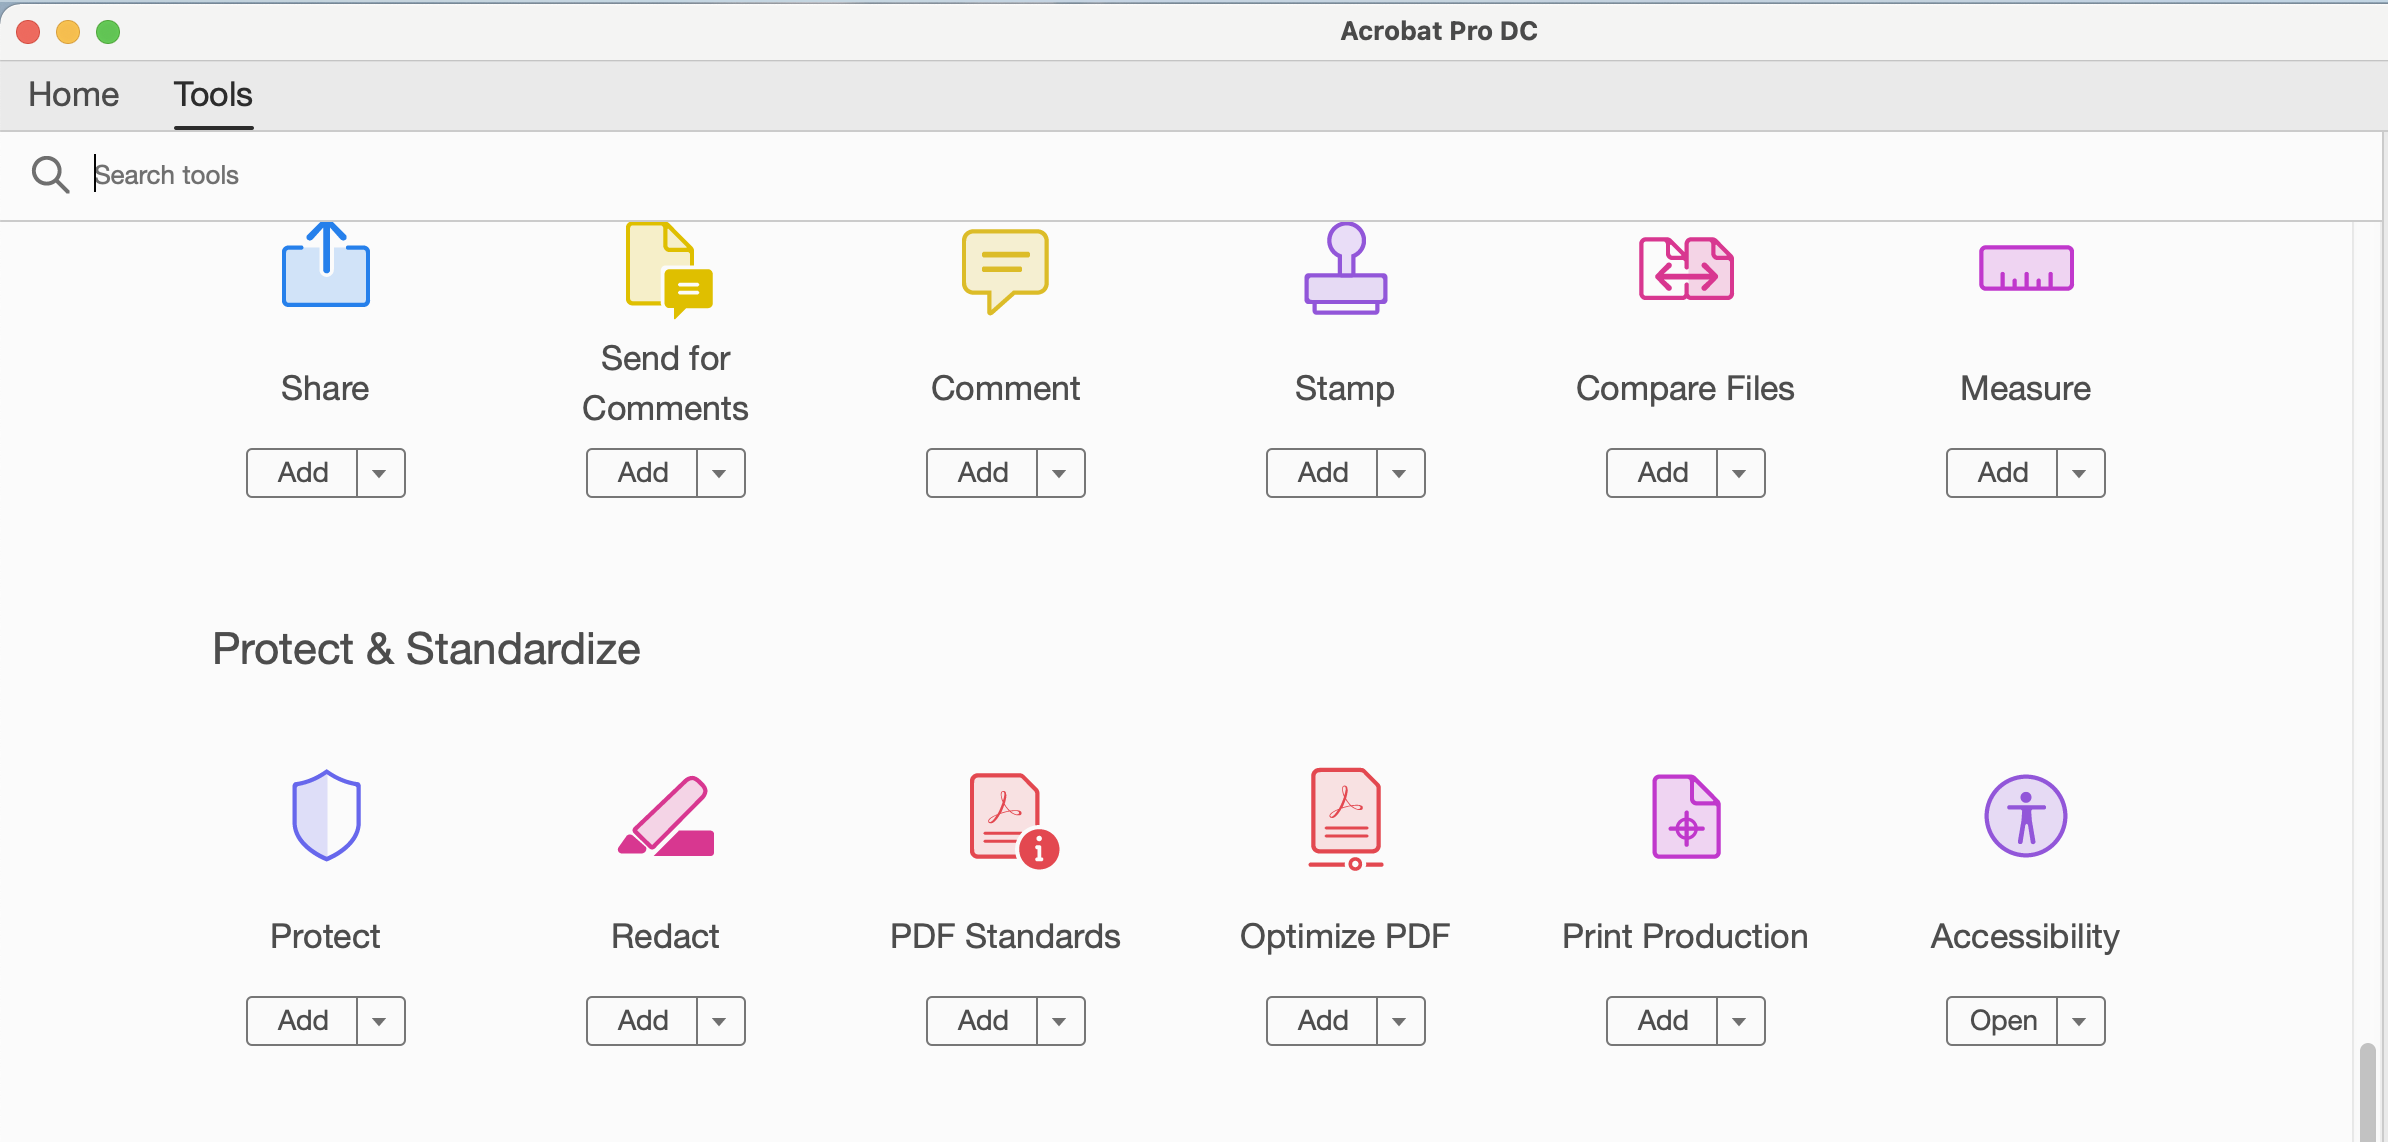 Acrobat Pro DC
Home Tools
Search tools
Share
Send for
Comments
Comment
Stamp
Compare Files
Measure
Add Add Add Add Add Add
Protect & Standardize
Protect Redact PDF Standards Optimize PDF Print Production Accessibility
Add Add Add Add Add Open